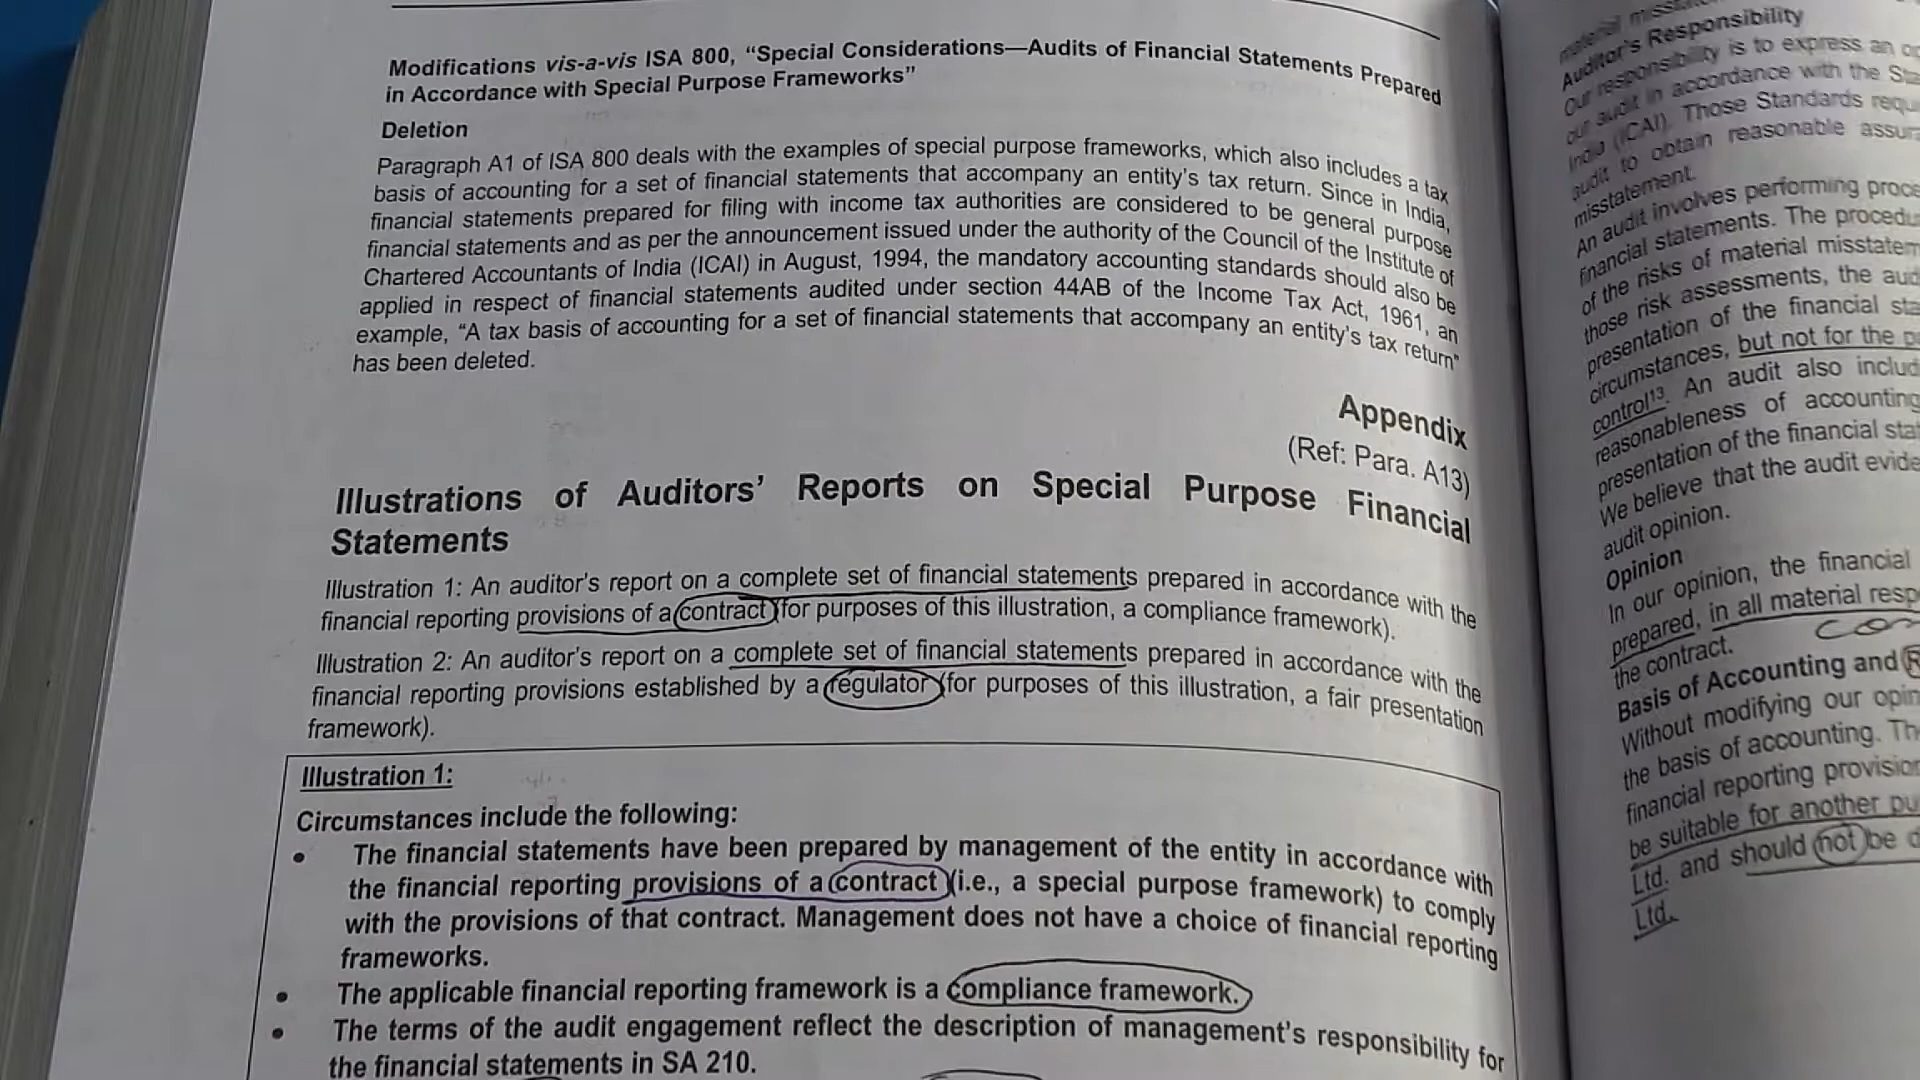 Modifications vis-a-vis ISA 800, “Special Considerations—Audits of Financial Statements Prepared
in Accordance with Special Purpose Frameworks”
Deletion
Paragraph A1 of ISA 800 deals with the examples of special purpose frameworks, which also includes a tax
basis of accounting for a set of financial statements that accompany an entity's tax return. Since in India,
financial statements prepared for filing with income tax authorities are considered to be general purpose
financial statements and as per the announcement issued under the authority of the Council of the Institute of
Chartered Accountants of India (ICAI) in August, 1994, the mandatory accounting standards should also be
applied in respect of financial statements audited under section 44AB of the Income Tax Act, 1961, an
example, “A tax basis of accounting for a set of financial statements that accompany an entity's tax return”
has been deleted.
Appendix
(Ref: Para. A13)
Illustrations of Auditors’ Reports on Special Purpose Financial
Statements
Illustration 1: An auditor's report on a complete set of financial statements prepared in accordance with the
financial reporting provisions of a contract (for purposes of this illustration, a compliance framework).
Illustration 2: An auditor's report on a complete set of financial statements prepared in accordance with the
financial reporting provisions established by a regulator (for purposes of this illustration, a fair presentation
framework).
Illustration 1:
Circumstances include the following:
• The financial statements have been prepared by management of the entity in accordance with
the financial reporting provisions of a contract (i.e., a special purpose framework) to comply
with the provisions of that contract. Management does not have a choice of financial reporting
frameworks.
• The applicable financial reporting framework is a compliance framework.
• The terms of the audit engagement reflect the description of management's responsibility for
the financial statements in SA 210.
material
Auditor's Responsibility
Our responsibility is to express an
our audit in accordance with the
India (ICAI). Those Standards
audit to obtain reasonable
misstatement.
An audit involves performing
financial statements. The
of the risks of material
those risk assessments, the
presentation of the financial
circumstances, but not for the
control13. An audit also
reasonableness of accounting
presentation of the financial
We believe that the audit
audit opinion.
Opinion
In our opinion, the financial
prepared, in all material
the contract.
Basis of Accounting and
Without modifying our
the basis of accounting.
financial reporting
be suitable for another
Ltd. and should not be
Ltd.